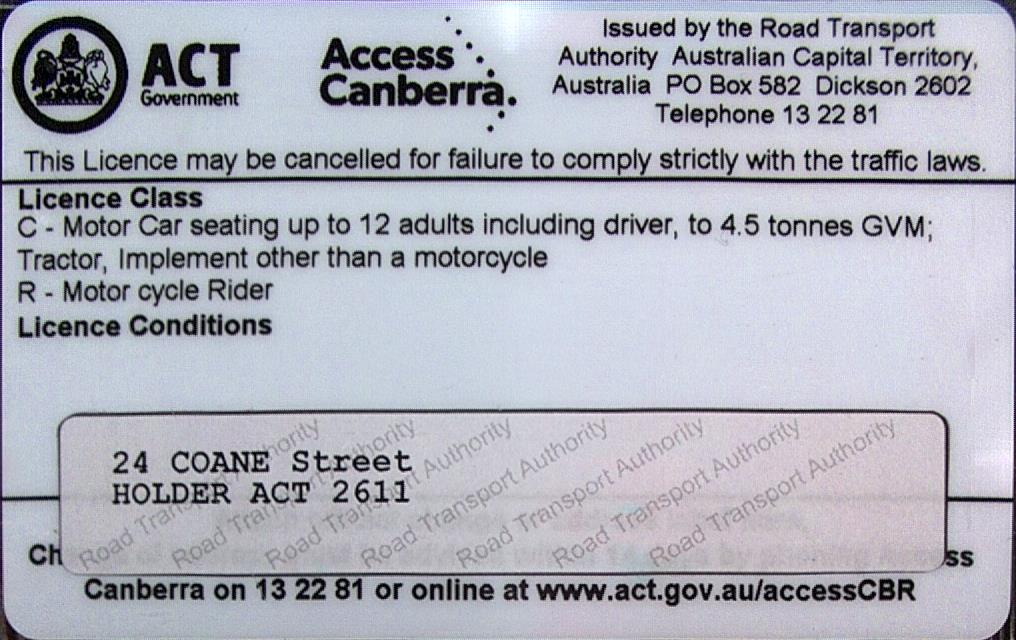 ACT
Government
Access
Canberra.
Issued by the Road Transport
Authority Australian Capital Territory,
Australia PO Box 582 Dickson 2602
Telephone 13 22 81
This Licence may be cancelled for failure to comply strictly with the traffic laws.
Licence Class
C - Motor Car seating up to 12 adults including driver, to 4.5 tonnes GVM;
Tractor, Implement other than a motorcycle
R - Motor cycle Rider
Licence Conditions
24 COANE Street
HOLDER ACT 2611
Road Transport Authority Road Transport Authority Road Transport Authority Road Transport Authority Road Transport Authority Road Transport Authority Road Transport Authority
Canberra on 13 22 81 or online at www.act.gov.au/accessCBR